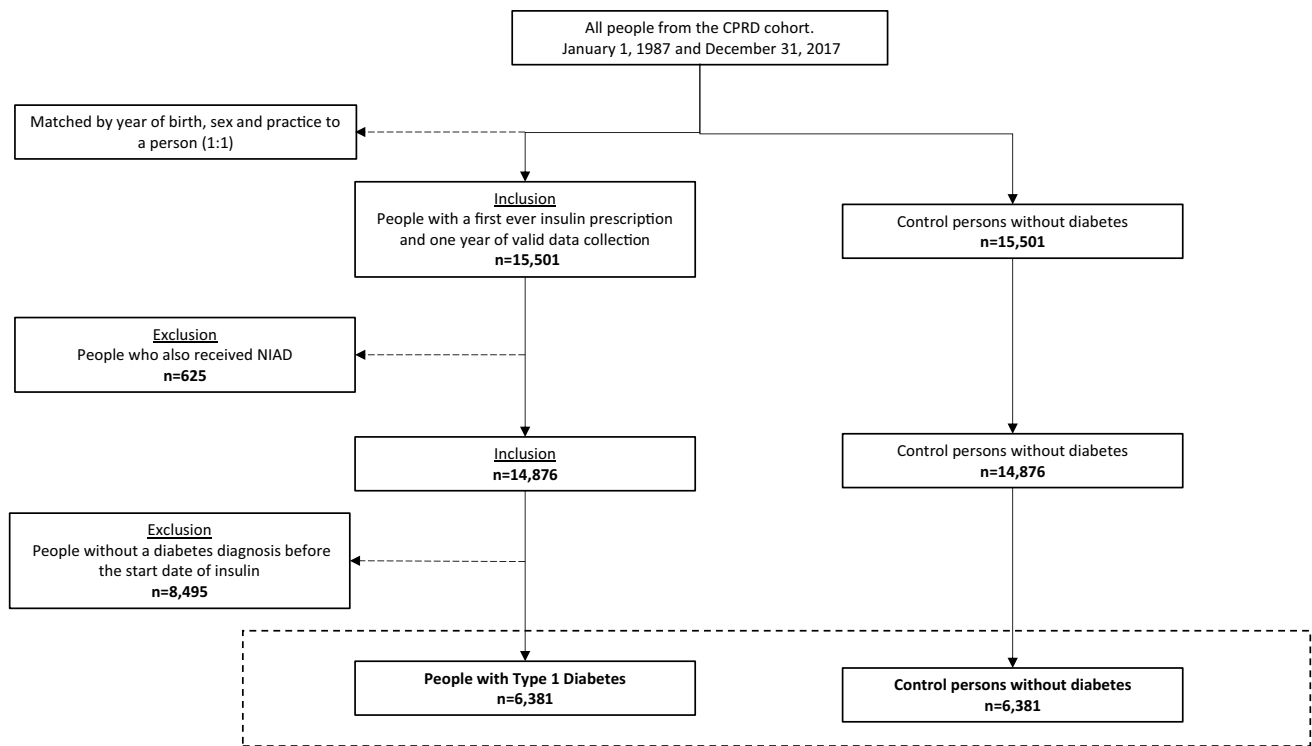 All people from the CPRD cohort.
January 1, 1987 and December 31, 2017
Matched by year of birth, sex and practice to
a person (1:1)
Inclusion
People with a first ever insulin prescription
and one year of valid data collection
n=15,501
Control persons without diabetes
n=15,501
Exclusion
People who also received NIAD
n=625
Inclusion
n=14,876
Control persons without diabetes
n=14,876
Exclusion
People without a diabetes diagnosis before
the start date of insulin
n=8,495
People with Type 1 Diabetes
n=6,381
Control persons without diabetes
n=6,381